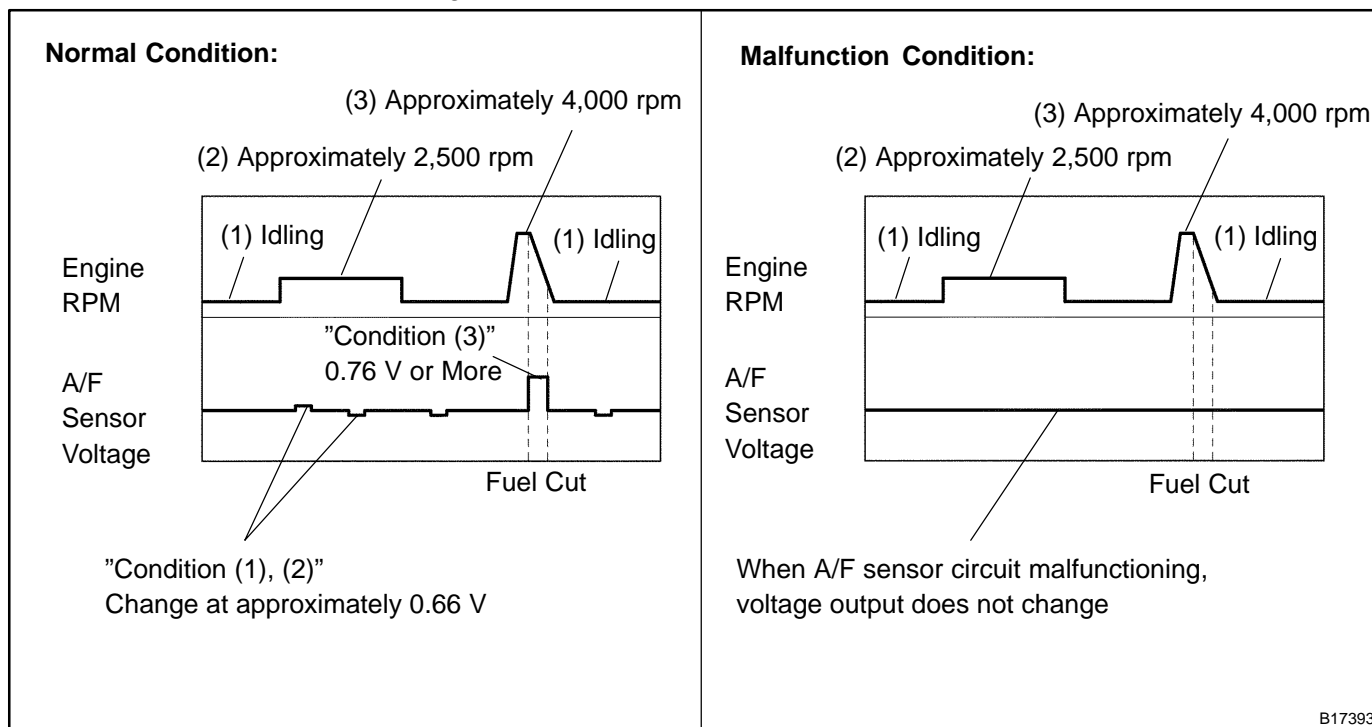 Normal Condition:
(3) Approximately 4,000 rpm
(2) Approximately 2,500 rpm
(1) Idling
(1) Idling
Engine
RPM
”Condition (3)”
0.76 V or More
A/F
Sensor
Voltage
Fuel Cut
”Condition (1), (2)”
Change at approximately 0.66 V
Malfunction Condition:
(3) Approximately 4,000 rpm
(2) Approximately 2,500 rpm
(1) Idling
(1) Idling
Engine
RPM
A/F
Sensor
Voltage
Fuel Cut
When A/F sensor circuit malfunctioning,
voltage output does not change
B17393